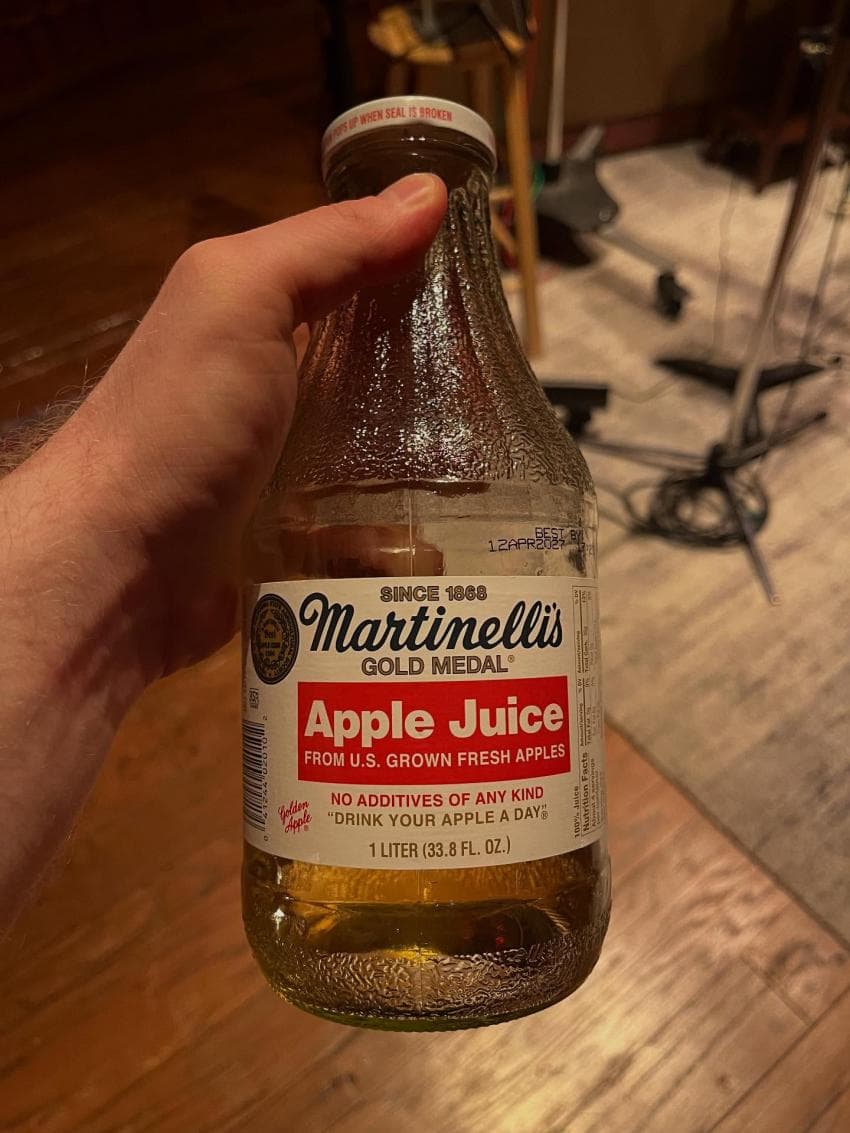 POPS UP WHEN SEAL IS BROKEN
BEST BY
12APR2027
SINCE 1868
Martinelli's
GOLD MEDAL®
Apple Juice
FROM U.S. GROWN FRESH APPLES
Golden
Apple®
NO ADDITIVES OF ANY KIND
“DRINK YOUR APPLE A DAY”®
1 LITER (33.8 FL. OZ.)
100% Juice
Nutrition Facts